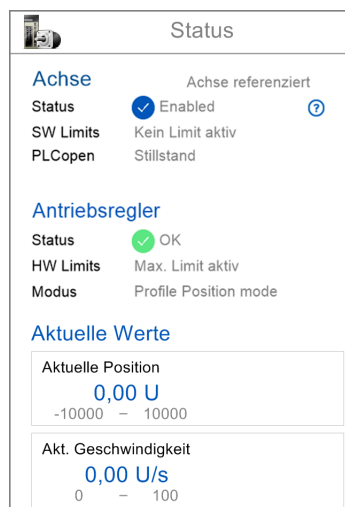 Status
Achse
Achse referenziert
Status Enabled ?
SW Limits Kein Limit aktiv
PLCopen Stillstand
Antriebsregler
Status OK
HW Limits Max. Limit aktiv
Modus Profile Position mode
Aktuelle Werte
Aktuelle Position
0,00 U
-10000 – 10000
Akt. Geschwindigkeit
0,00 U/s
0 – 100